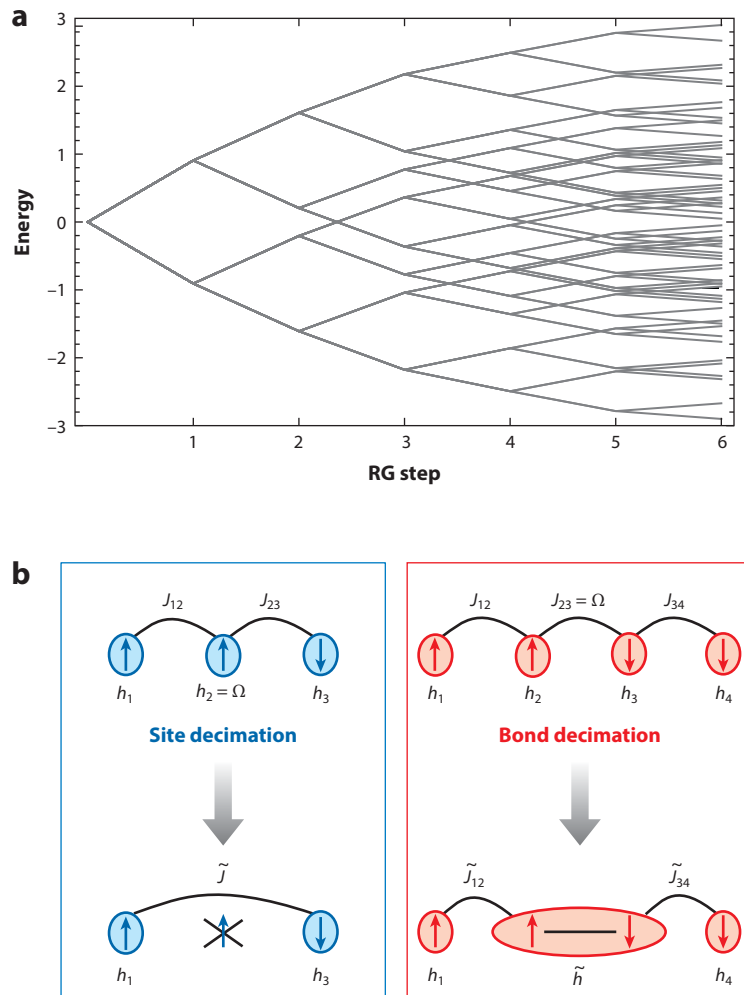 a
3
2
1
0
−1
−2
−3
Energy
1 2 3 4 5 6
RG step
b
J12 J23
h1 h2 = Ω h3
Site decimation
J̃
h1 h3
J12 J23 = Ω J34
h1 h2 h3 h4
Bond decimation
J̃12 J̃34
h1 h̃ h4